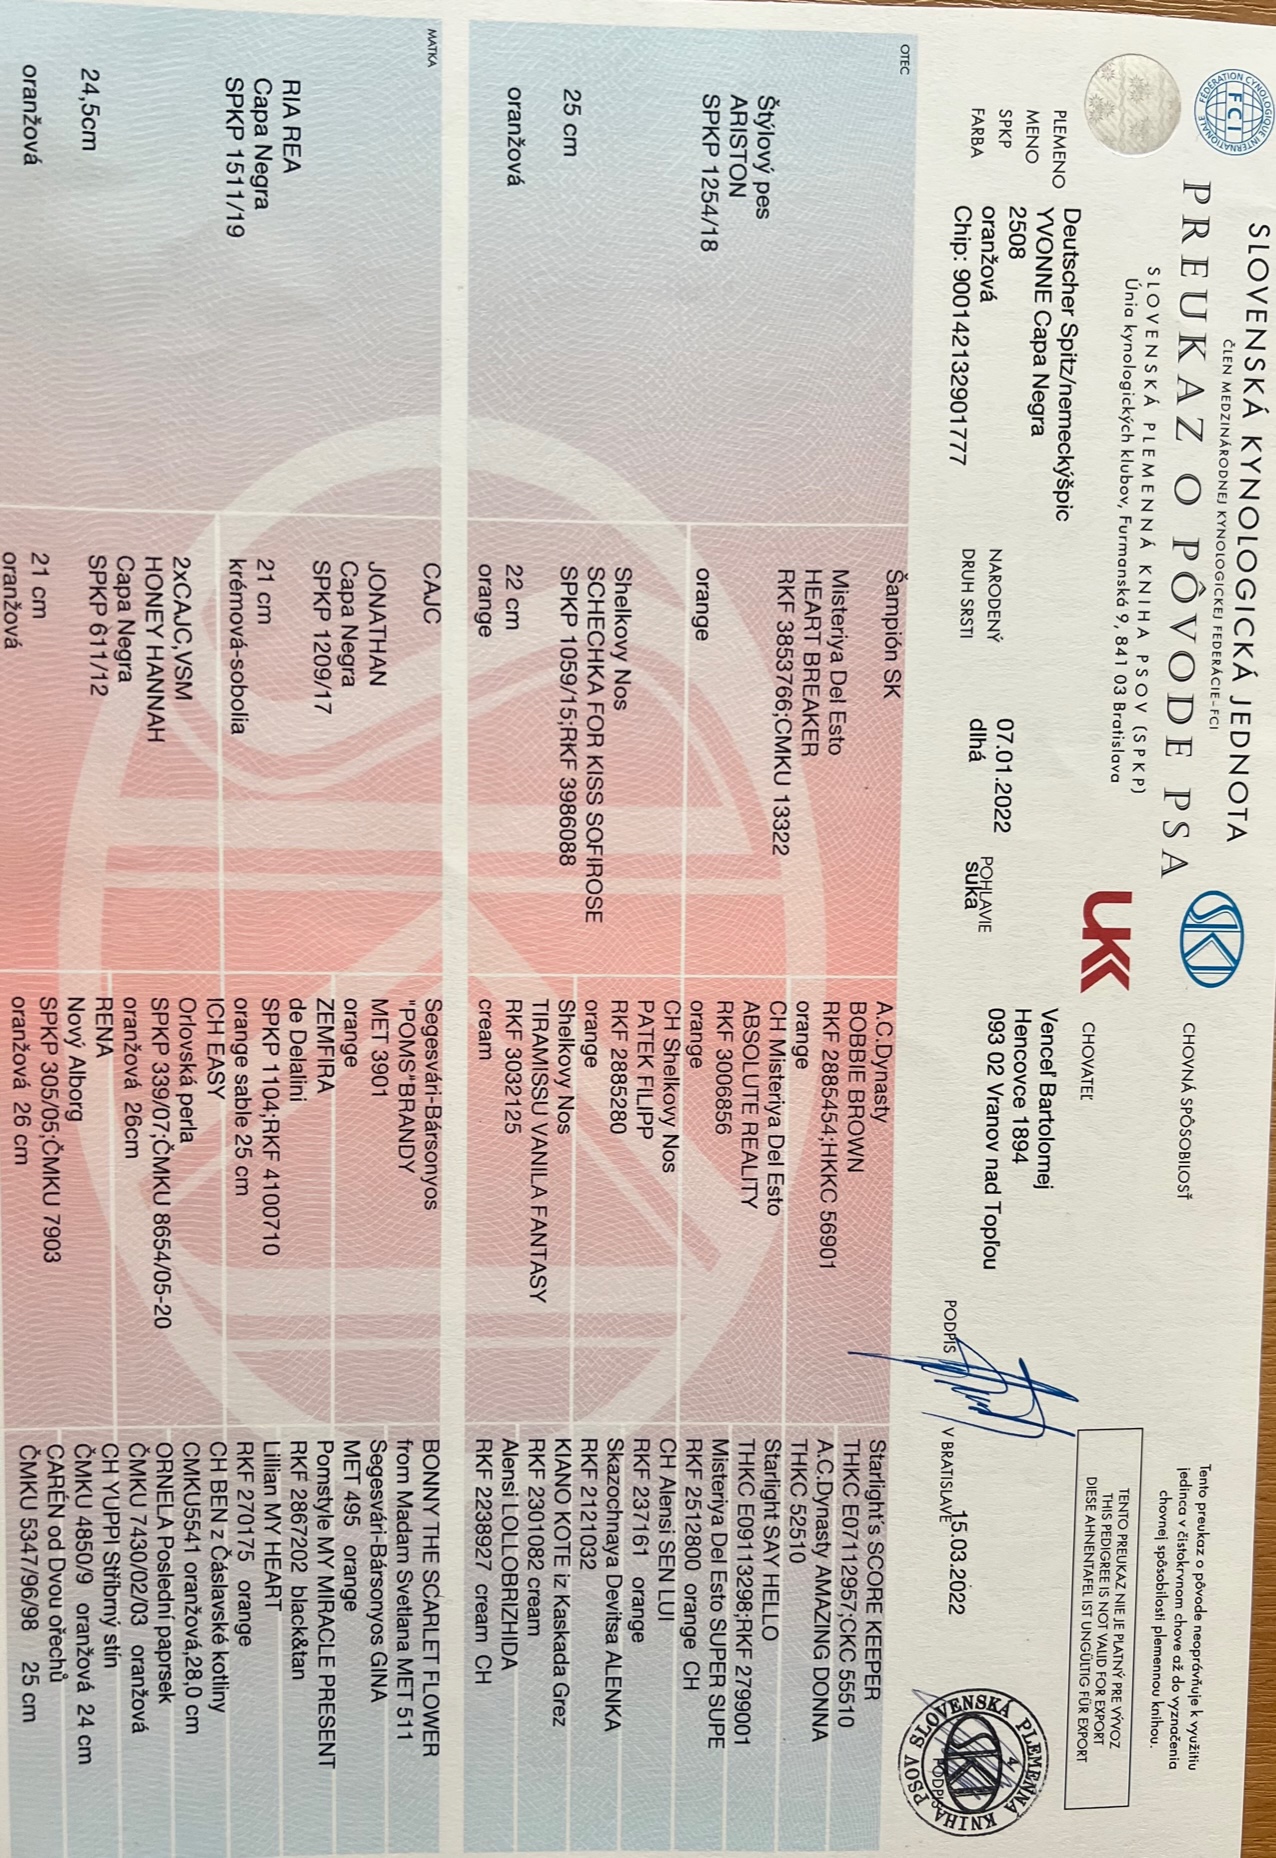 FEDERATION CYNOLOGIQUE INTERNATIONALE
FCI
SLOVENSKÁ KYNOLOGICKÁ JEDNOTA
ČLEN MEDZINÁRODNEJ KYNOLOGICKEJ FEDERÁCIE-FCI
PREUKAZ O PÔVODE PSA
SLOVENSKÁ PLEMENNÁ KNIHA PSOV (SPKP)
Únia kynologických klubov, Furmanská 9, 841 03 Bratislava
SKJ
UKK
CHOVNÁ SPÔSOBILOSŤ
Tento preukaz o pôvode neoprávňuje k využitiu
jedinca v čistokrvnom chove až do vyznačenia
chovnej spôsobilosti plemennou knihou.
TENTO PREUKAZ NIE JE PLATNÝ PRE VÝVOZ
THIS PEDIGREE IS NOT VALID FOR EXPORT
DIESE AHNENTAFEL IST UNGÜLTIG FÜR EXPORT
PLEMENO Deutscher Spitz/nemeckýšpic
MENO YVONNE Capa Negra
SPKP 2508
FARBA oranžová
Chip: 900142132901777
NARODENÝ 07.01.2022
DRUH SRSTI dlhá
POHLAVIE
suka
CHOVATEĽ
Venceľ Bartolomej
Hencovce 1894
093 02 Vranov nad Topľou
PODPIS
V BRATISLAVE 15.03.2022
PODPIS
SLOVENSKÁ PLEMENNÁ KNIHA PSOV
SKJ
4
OTEC
Štýlový pes
ARISTON
SPKP 1254/18
25 cm
oranžová
Šampión SK
Misteriya Del Esto
HEART BREAKER
RKF 3853766;CMKU 13322
orange
Shelkovy Nos
SCHECHKA FOR KISS SOFIROSE
SPKP 1059/15;RKF 3986088
22 cm
orange
A.C.Dynasty
BOBBIE BROWN
RKF 2885454;HKKC 56901
orange
CH Misteriya Del Esto
ABSOLUTE REALITY
RKF 3006856
orange
CH Shelkovy Nos
PATEK FILIPP
RKF 2885280
orange
Shelkovy Nos
TIRAMISSU VANILA FANTASY
RKF 3032125
cream
Starlight's SCORE KEEPER
THKC E07112957;CKC 55510
A.C.Dynasty AMAZING DONNA
THKC 52510
Starlight SAY HELLO
THKC E09113298;RKF 2799001
Misteriya Del Esto SUPER SUPE
RKF 2512800 orange CH
CH Alensi SEN LUI
RKF 237161 orange
Skazochnaya Devitsa ALENKA
RKF 2121032
KIANO KOTE iz Kaskada Grez
RKF 2301082 cream
Alensi LOLLOBRIZHIDA
RKF 2238927 cream CH
MATKA
RIA REA
Capa Negra
SPKP 1511/19
24,5cm
oranžová
CAJC
JONATHAN
Capa Negra
SPKP 1209/17
21 cm
krémová-sobolia
2xCAJC,VSM
HONEY HANNAH
Capa Negra
SPKP 611/12
21 cm
oranžová
Segesvári-Bársonyos
"POMS"BRANDY
MET 3901
orange
ZEMFIRA
de Delalini
SPKP 1104;RKF 4100710
orange sable 25 cm
ICH EASY
Orlovská perla
SPKP 339/07;ČMKU 8654/05-20
oranžová 26cm
RENA
Nový Alborg
SPKP 305/05;ČMKU 7903
oranžová 26 cm
BONNY THE SCARLET FLOWER
from Madam Svetlana MET 511
Segesvári-Bársonyos GINA
MET 495 orange
Pomstyle MY MIRACLE PRESENT
RKF 2867202 black&tan
Lillian MY HEART
RKF 270175 orange
CH BEN z Čáslavské kotliny
ČMKU5541 oranžová,28,0 cm
ORNELA Poslední paprsek
ČMKU 7430/02/03 oranžová
CH YUPPI Stříbrný stín
ČMKU 4850/9 oranžová 24 cm
CARÉN od Dvou ořechů
ČMKU 5347/96/98 25 cm